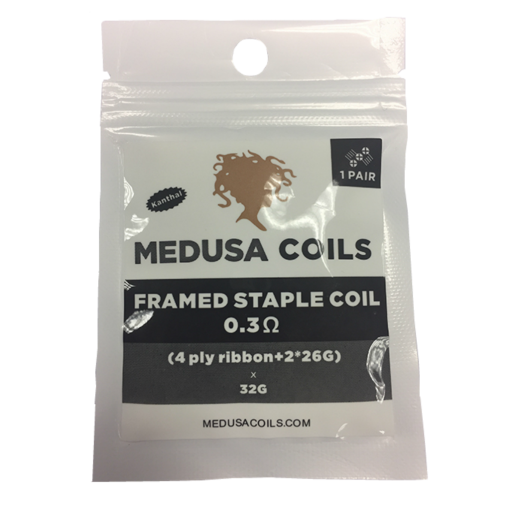 1 PAIR
Kanthal
MEDUSA COILS
FRAMED STAPLE COIL
0.3Ω
(4 ply ribbon+2*26G)
x
32G
MEDUSACOILS.COM